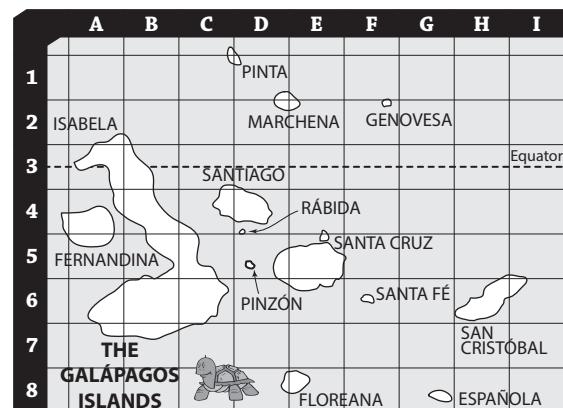 A B C D E F G H I
1
PINTA
2
MARCHENA
GENOVESA
ISABELA
Equator
3
SANTIAGO
4
RÁBIDA
SANTA CRUZ
5
FERNANDINA
6
SANTA FÉ
PINZÓN
SAN
CRISTÓBAL
7
THE
GALÁPAGOS
ISLANDS
8
FLOREANA
ESPAÑOLA